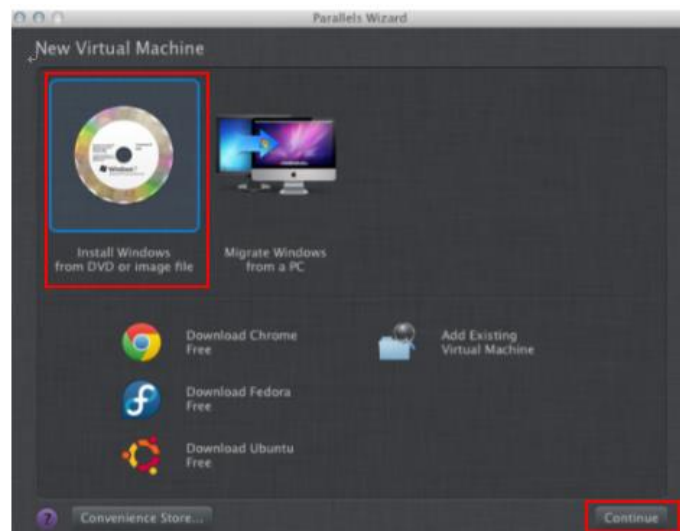 Parallels Wizard
New Virtual Machine
Install Windows
from DVD or image file
Migrate Windows
from a PC
Download Chrome
Free
Add Existing
Virtual Machine
Download Fedora
Free
Download Ubuntu
Free
?
Convenience Store...
Continue